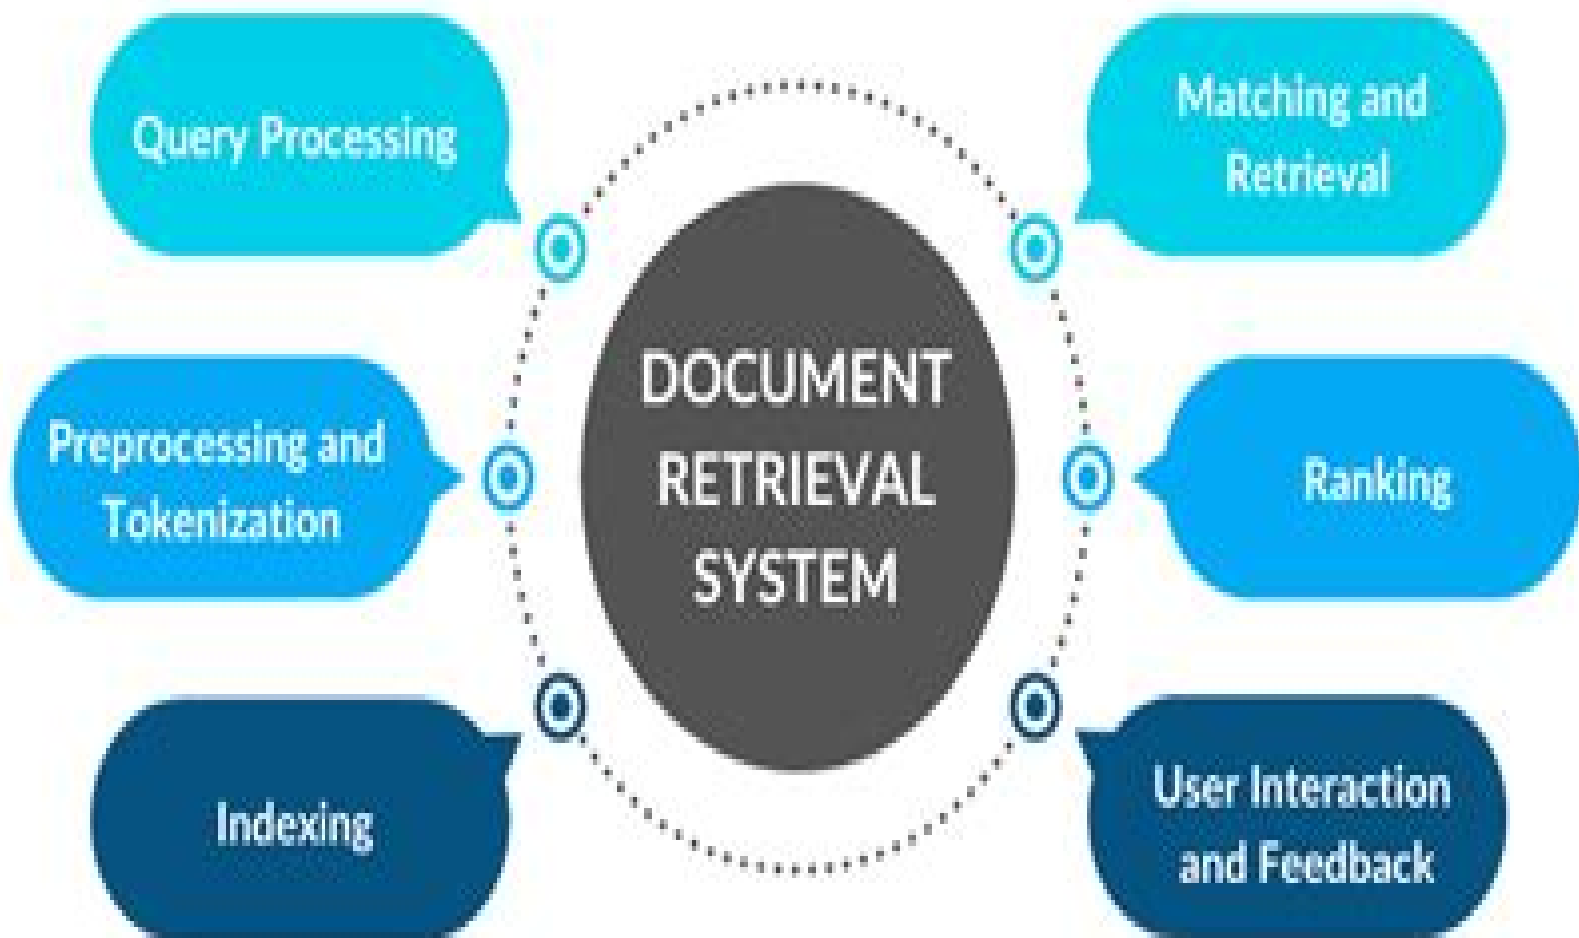 Query Processing
Preprocessing and
Tokenization
Indexing
DOCUMENT
RETRIEVAL
SYSTEM
Matching and
Retrieval
Ranking
User Interaction
and Feedback